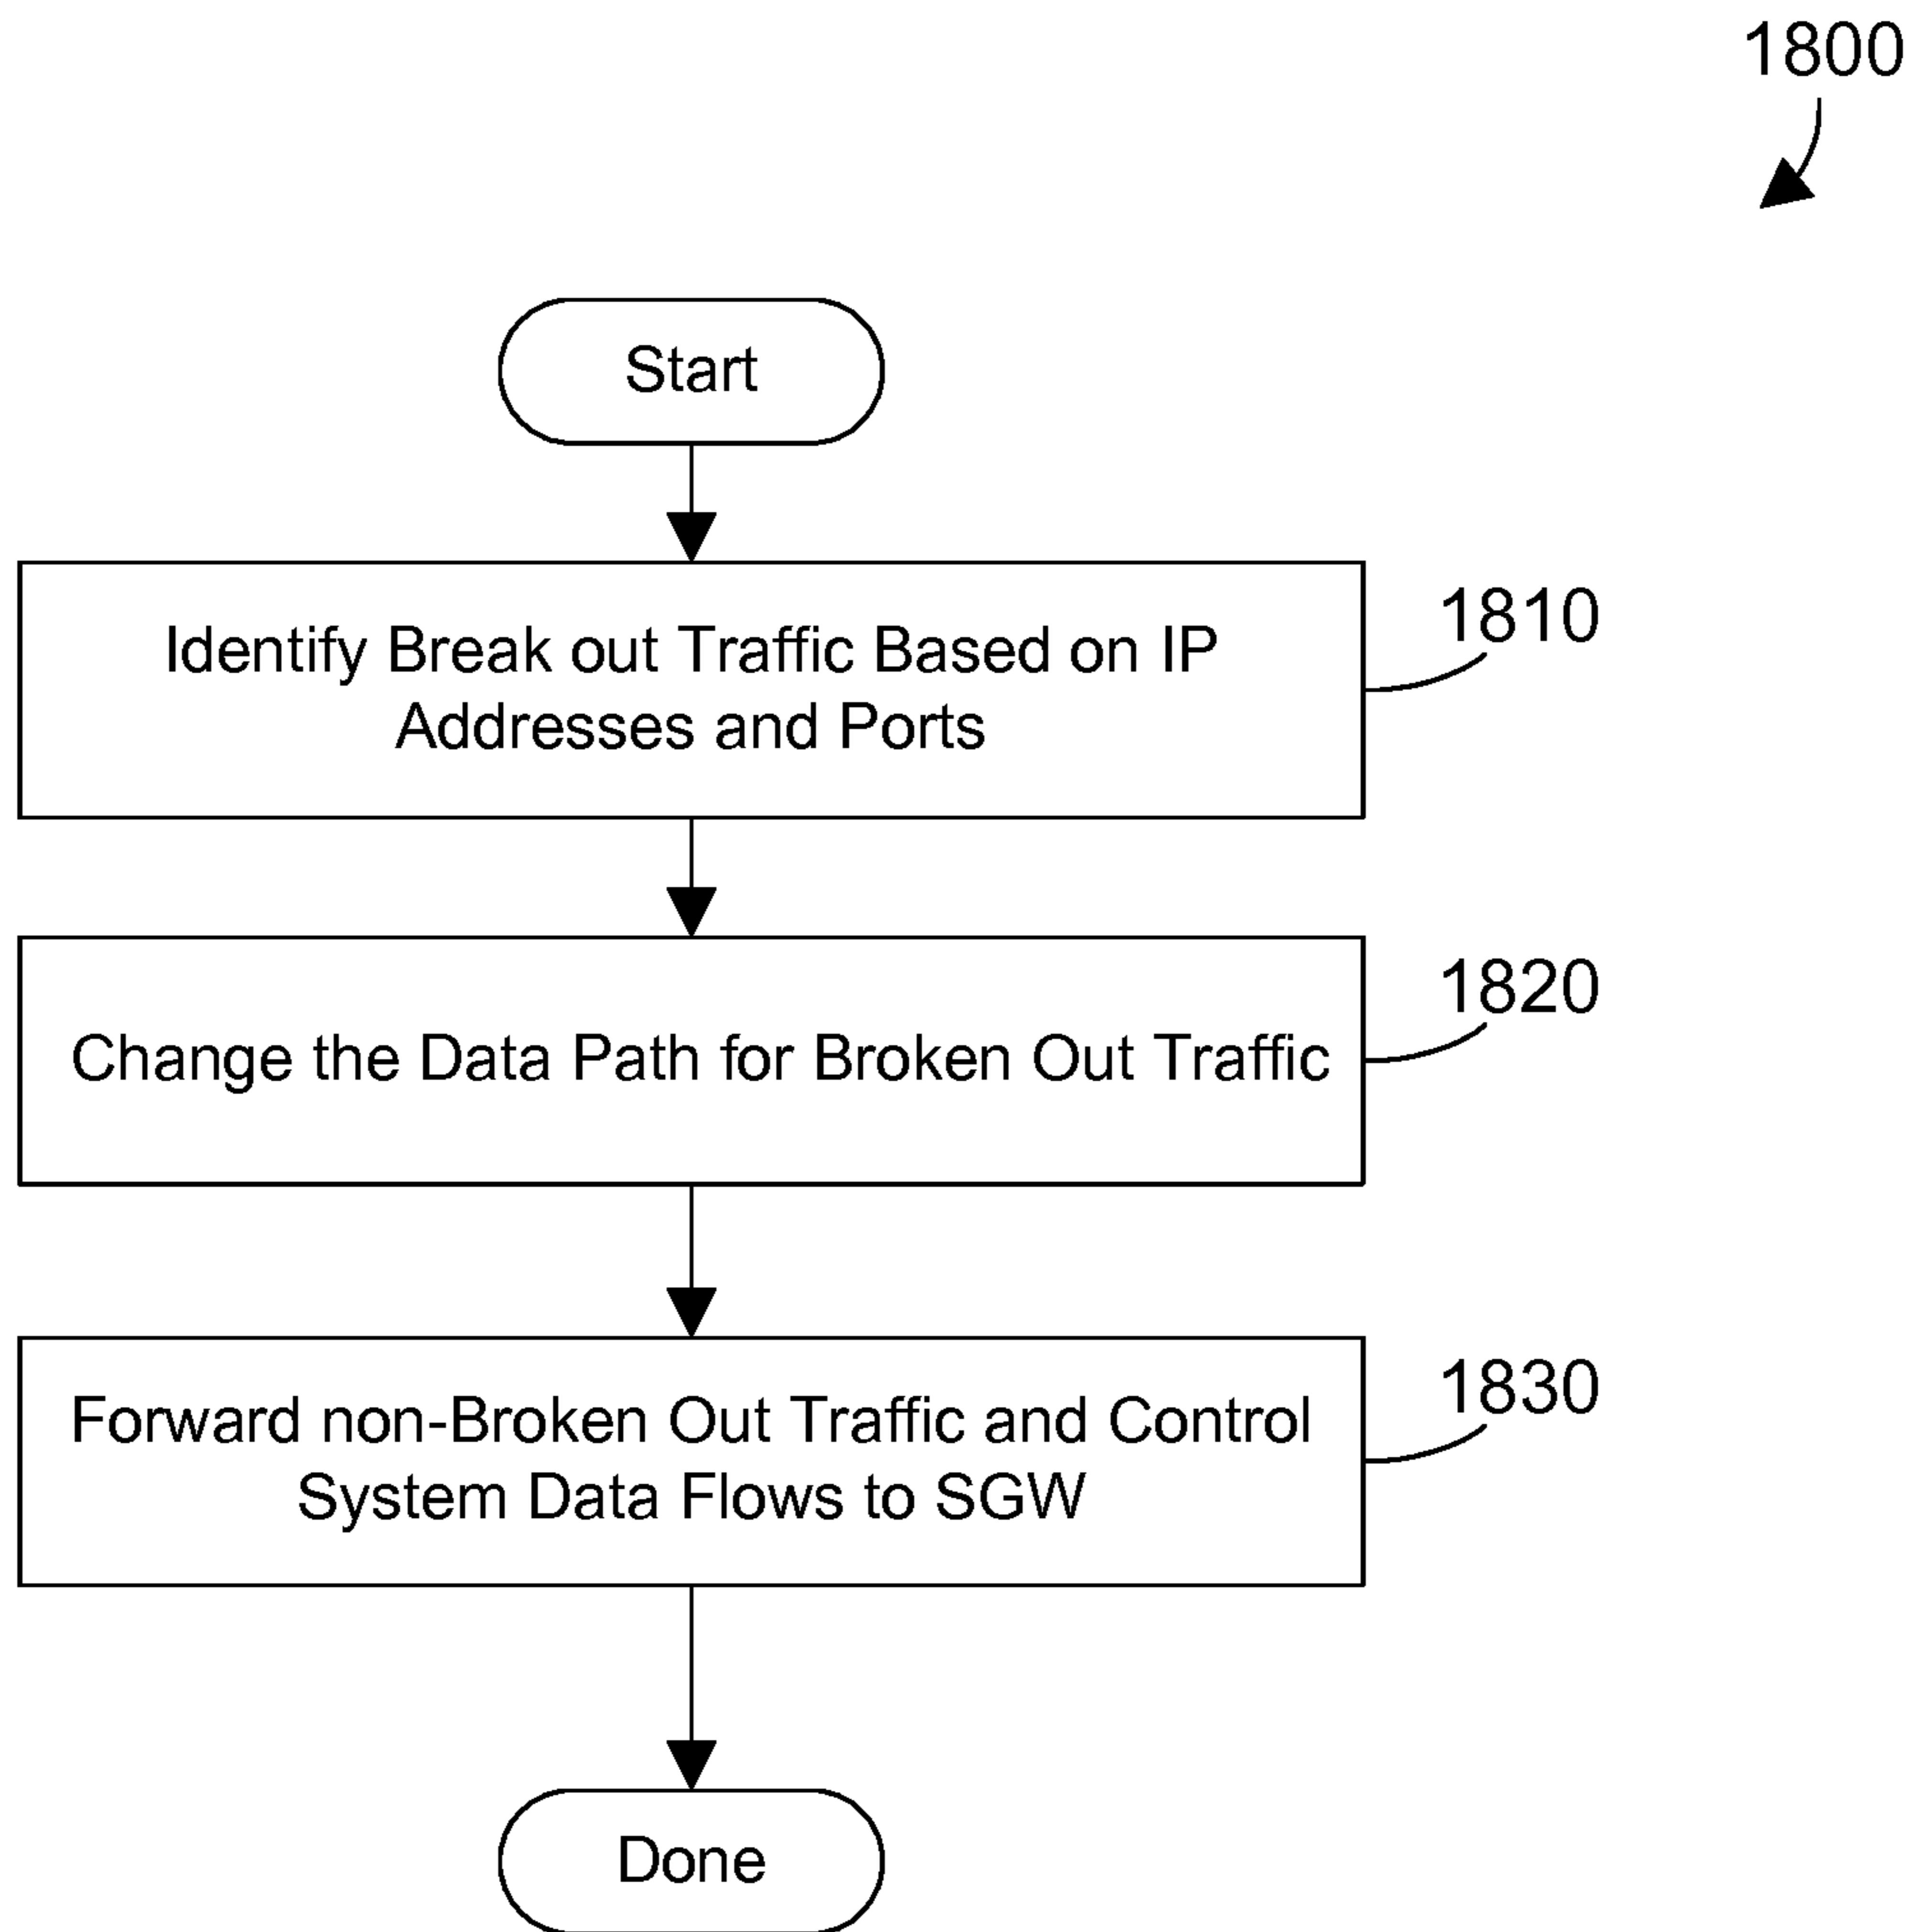 1800
Start
Identify Break out Traffic Based on IP
Addresses and Ports
1810
Change the Data Path for Broken Out Traffic
1820
Forward non-Broken Out Traffic and Control
System Data Flows to SGW
1830
Done